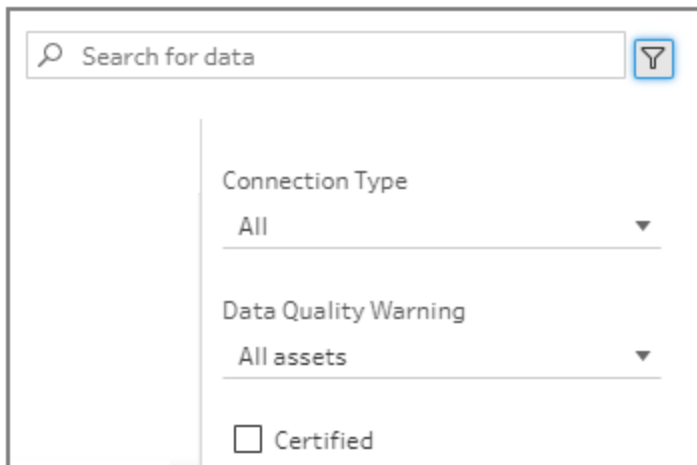 Search for data
Connection Type
All
Data Quality Warning
All assets
Certified